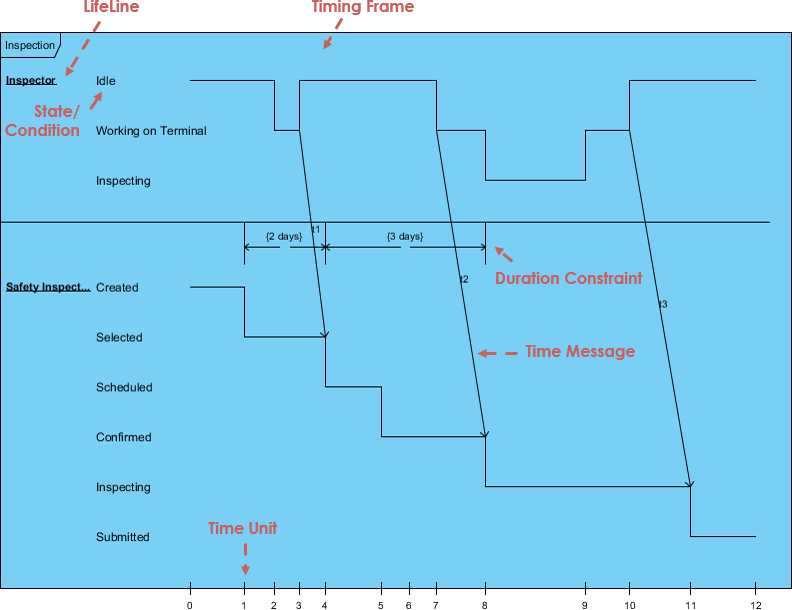 LifeLine
Timing Frame
Inspection
Inspector
Idle
State/
Condition
Working on Terminal
Inspecting
t1
{2 days}
{3 days}
Duration Constraint
t2
Safety Inspect...
Created
t3
Selected
Time Message
Scheduled
Confirmed
Inspecting
Time Unit
Submitted
0 1 2 3 4 5 6 7 8 9 10 11 12